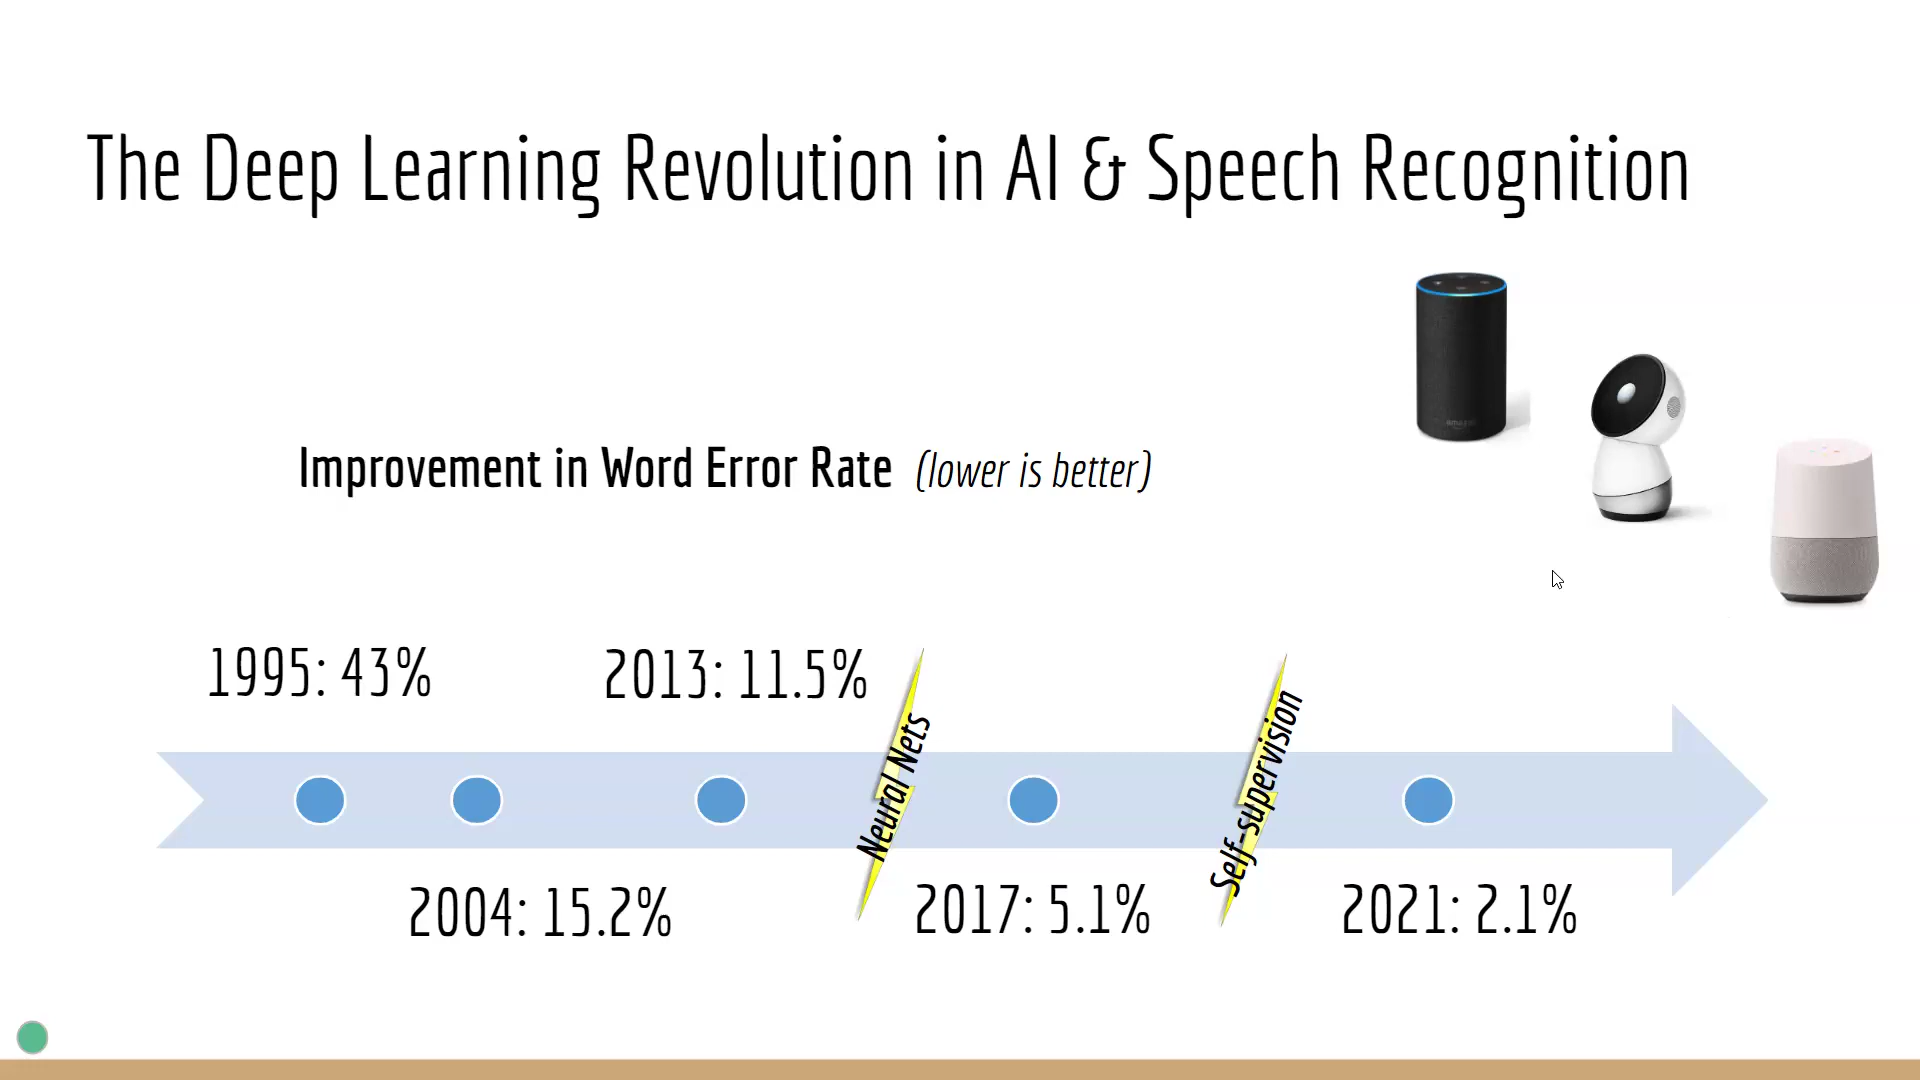 The Deep Learning Revolution in AI & Speech Recognition
Improvement in Word Error Rate (lower is better)
1995: 43%
2013: 11.5%
Neural Nets
Self-supervision
2004: 15.2%
2017: 5.1%
2021: 2.1%